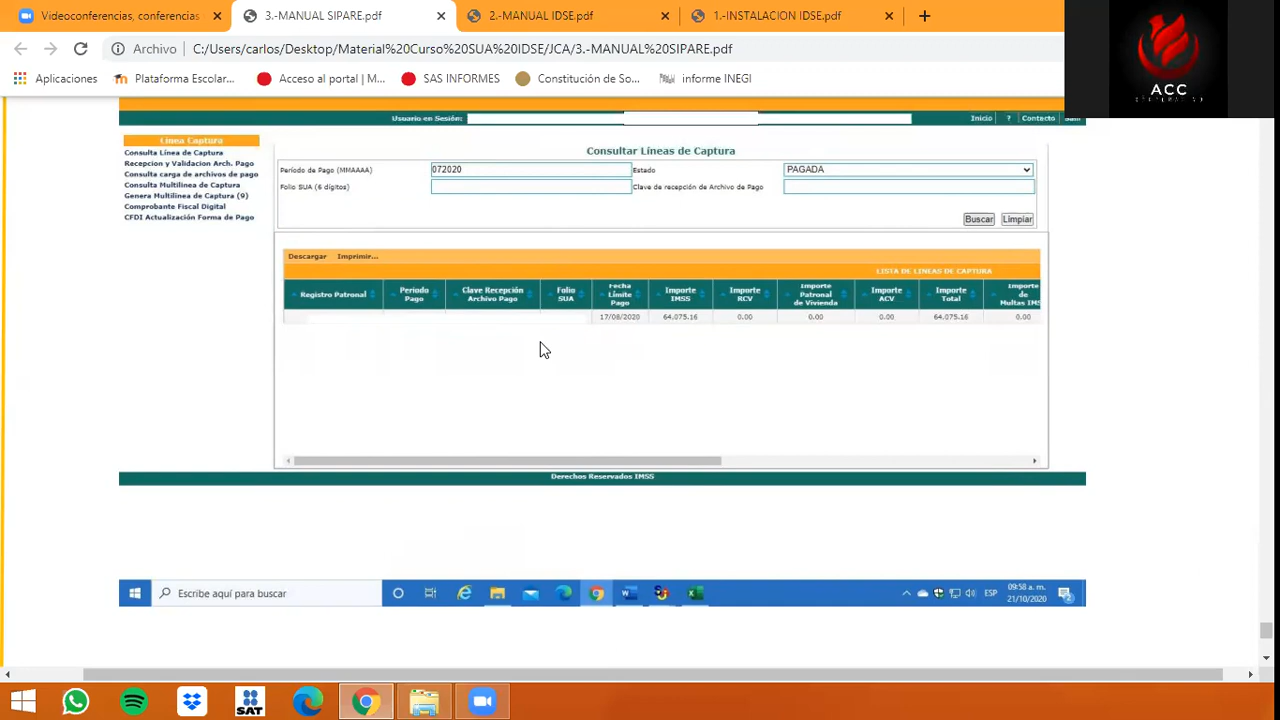 Videoconferencias, conferencias
3.-MANUAL SIPARE.pdf
2.-MANUAL IDSE.pdf
1.-INSTALACION IDSE.pdf
Archivo
C:/Users/carlos/Desktop/Material%20Curso%20SUA%20IDSE/JCA/3.-MANUAL%20SIPARE.pdf
Aplicaciones
Plataforma Escolar...
Acceso al portal | M...
SAS INFORMES
Constitución de So...
informe INEGI
ACC
Usuario en Sesión:
Inicio
?
Contacto
Línea Captura
Consulta Línea de Captura
Recepcion y Validacion Arch. Pago
Consulta carga de archivos de pago
Consulta Multilínea de Captura
Genera Multilínea de Captura (9)
Comprobante Fiscal Digital
CFDI Actualización Forma de Pago
Consultar Líneas de Captura
Período de Pago (MMAAAA)
072020
Estado
PAGADA
Folio SUA (6 dígitos)
Clave de recepción de Archivo de Pago
Buscar
Limpiar
Descargar
Imprimir...
LISTA DE LINEAS DE CAPTURA
Registro Patronal
Periodo Pago
Clave Recepción Archivo Pago
Folio SUA
Fecha Límite Pago
Importe IMSS
Importe RCV
Importe Patronal de Vivienda
Importe ACV
Importe Total
Importe de Multas IMS
17/08/2020
64,075.16
0.00
0.00
0.00
64,075.16
0.00
Derechos Reservados IMSS
Escribe aquí para buscar
ESP
09:58 a. m.
21/10/2020
SAT